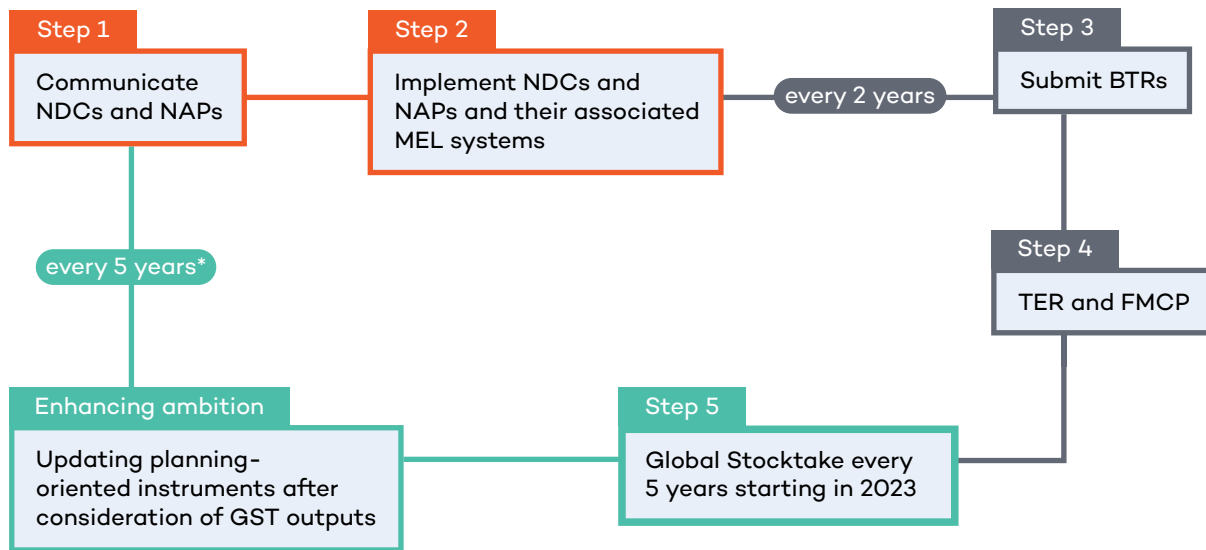 Step 1
Communicate
NDCs and NAPs
Step 2
Implement NDCs and
NAPs and their associated
MEL systems
every 2 years
Step 3
Submit BTRs
Step 4
TER and FMCP
Step 5
Global Stocktake every
5 years starting in 2023
Enhancing ambition
Updating planning-
oriented instruments after
consideration of GST outputs
every 5 years*